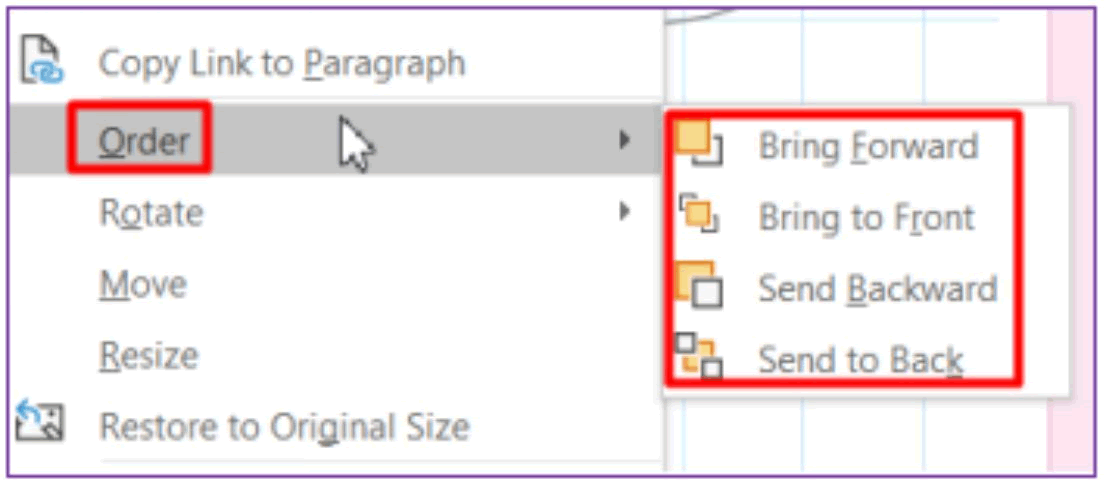 Copy Link to Paragraph
Order
Rotate
Move
Resize
Restore to Original Size
Bring Forward
Bring to Front
Send Backward
Send to Back